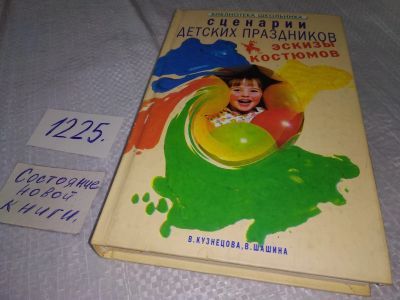 БИБЛИОТЕКА ШКОЛЬНИКА
сценарии
ДЕТСКИХ ПРАЗДНИКОВ
эскизы
костюмов
В.КУЗНЕЦОВА, В.ШАШИНА
1225.
Состояние
новой
книги.